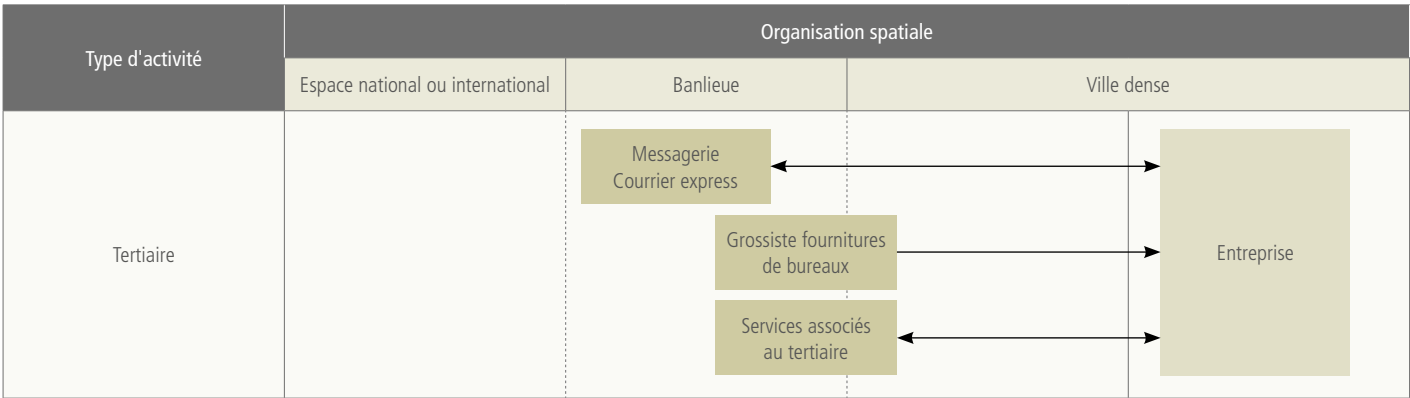 Type d'activité
Organisation spatiale
Espace national ou international
Banlieue
Ville dense
Tertiaire
Messagerie
Courrier express
Grossiste fournitures
de bureaux
Services associés
au tertiaire
Entreprise